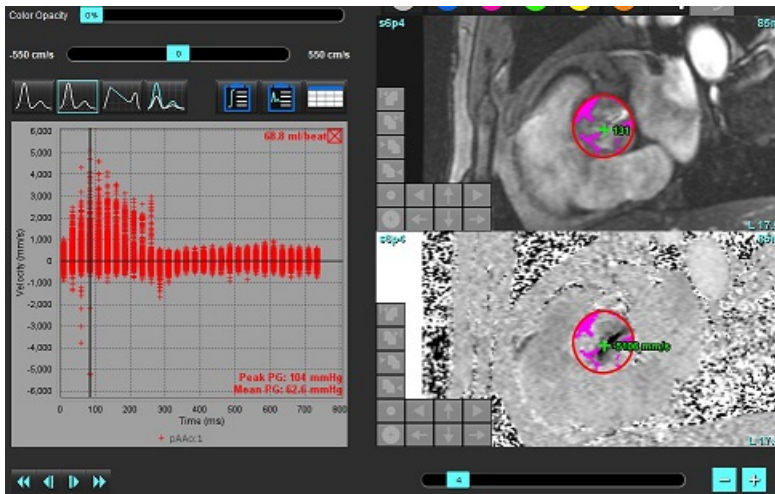 Color Opacity 0%
-550 cm/s 0 550 cm/s
68.8 ml/beat
6,000
5,000
4,000
3,000
2,000
1,000
0
-1,000
-2,000
-3,000
-4,000
-5,000
-6,000
Velocity (mm/s)
Peak PG: 104 mmHg
Mean PG: 62.6 mmHg
0 100 200 300 400 500 600 700 800
Time (ms)
+ pAAo:1
s6p4
131
s6p4
-5106 mm/s
4